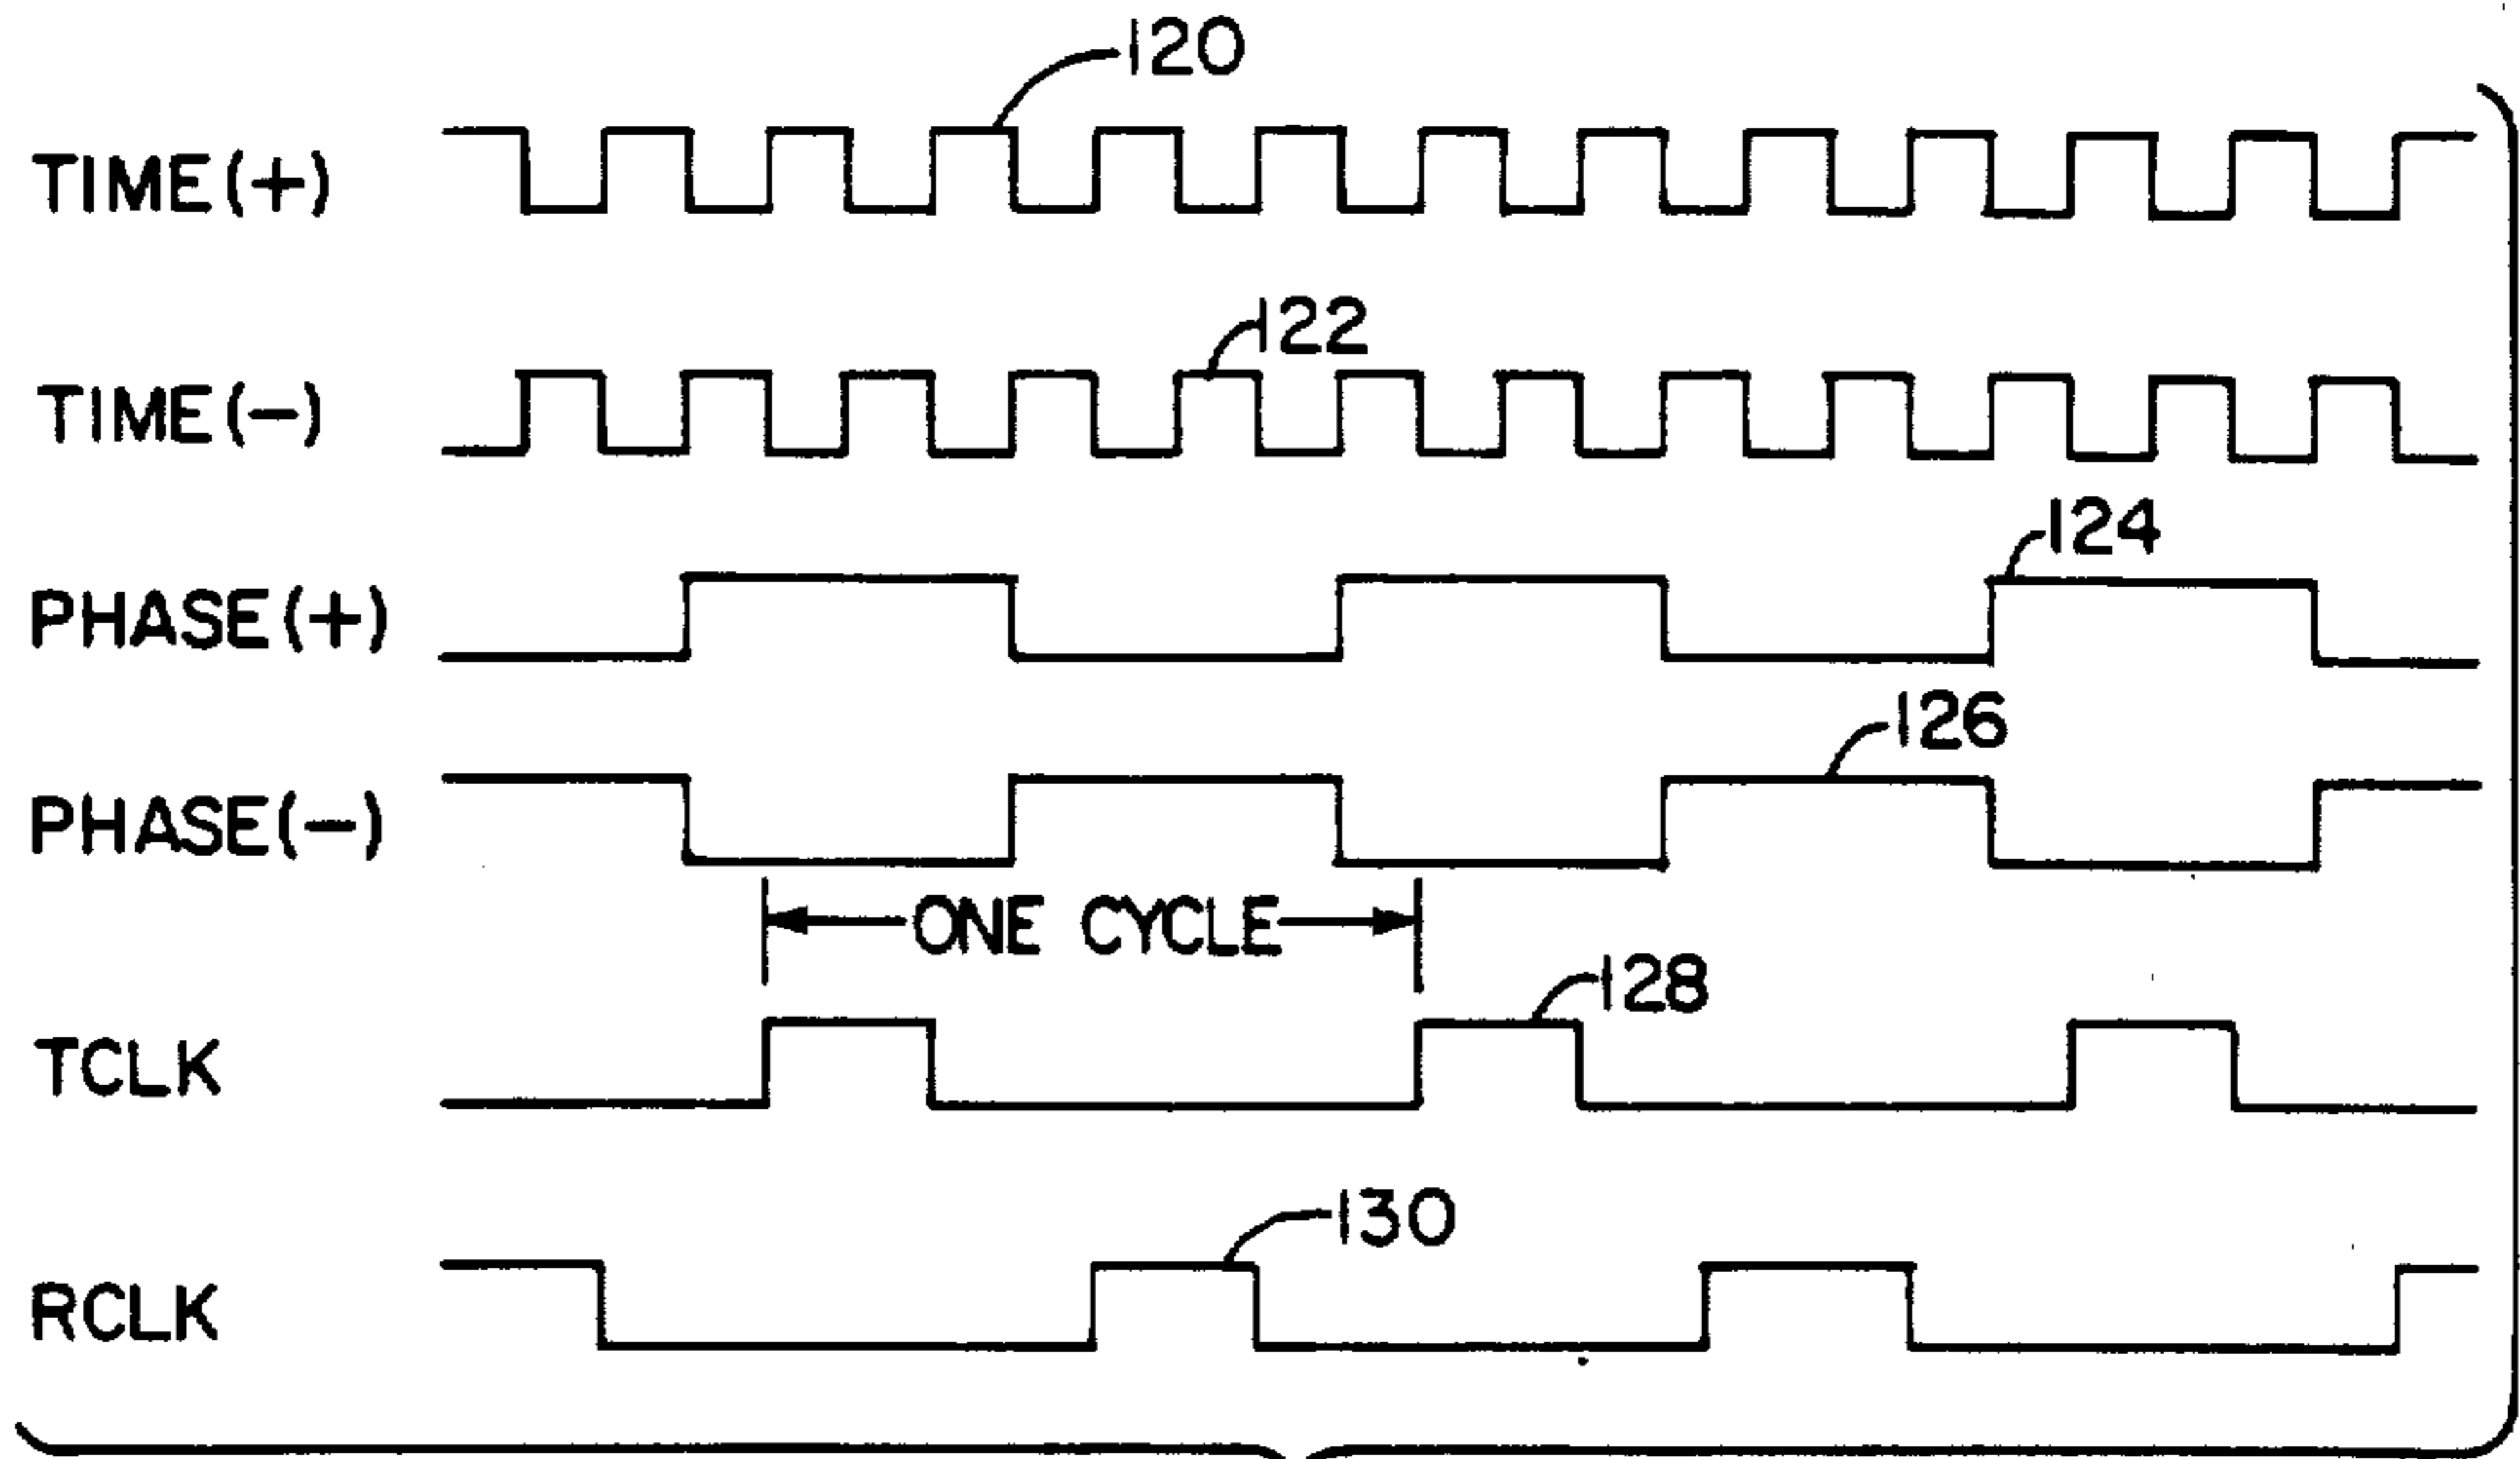 120
TIME(+)
122
TIME(−)
124
PHASE(+)
126
PHASE(−)
ONE CYCLE
128
TCLK
130
RCLK